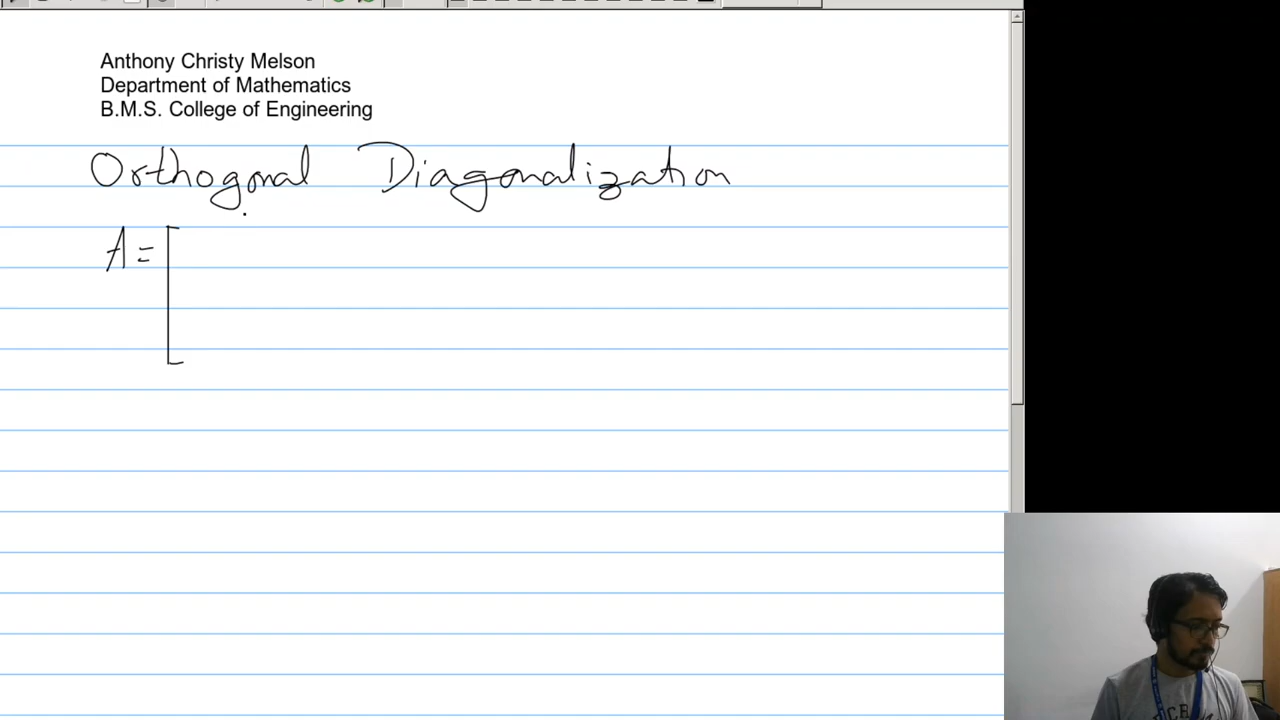 Anthony Christy Melson
Department of Mathematics
B.M.S. College of Engineering
Orthogonal Diagonalization
A = [